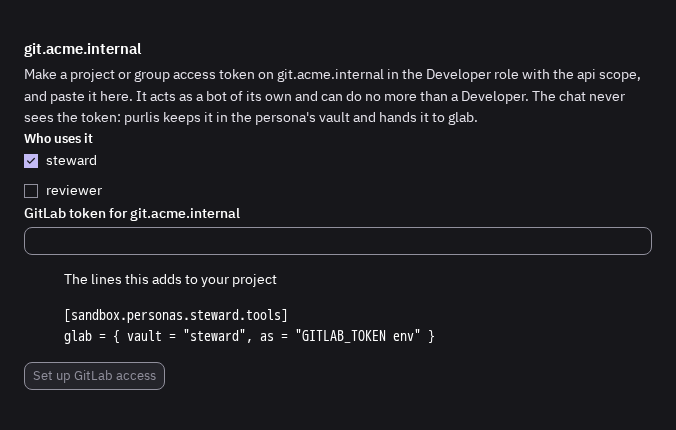 git.acme.internal
Make a project or group access token on git.acme.internal in the Developer role with the api scope,
and paste it here. It acts as a bot of its own and can do no more than a Developer. The chat never
sees the token: purlis keeps it in the persona's vault and hands it to glab.
Who uses it
steward
reviewer
GitLab token for git.acme.internal
The lines this adds to your project
[sandbox.personas.steward.tools]
glab = { vault = "steward", as = "GITLAB_TOKEN env" }
Set up GitLab access